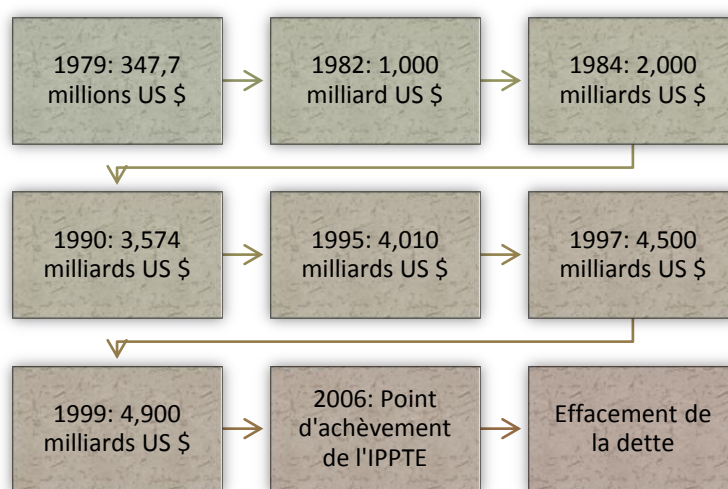 1979: 347,7
millions US $
1982: 1,000
milliard US $
1984: 2,000
milliards US $
1990: 3,574
milliards US $
1995: 4,010
milliards US $
1997: 4,500
milliards US $
1999: 4,900
milliards US $
2006: Point
d'achèvement
de l'IPPTE
Effacement de
la dette